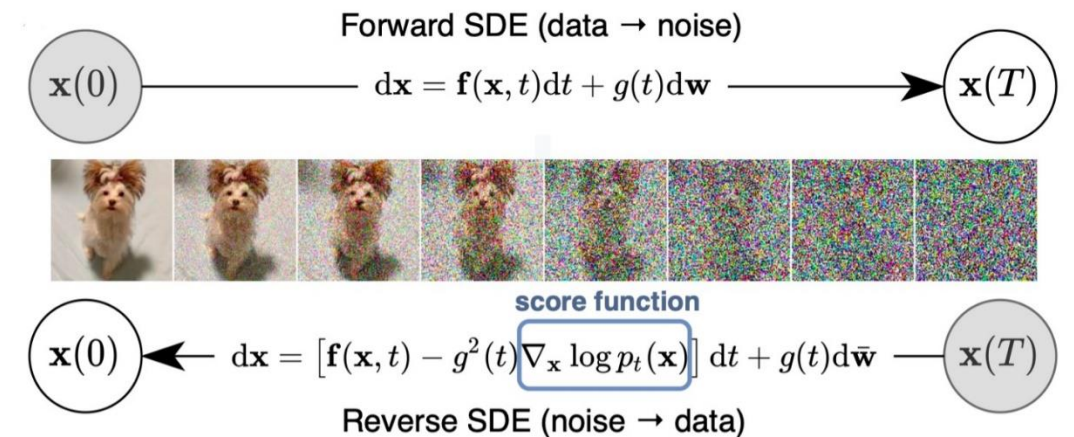 Forward SDE (data → noise)
x(0) dx = f(x, t)dt + g(t)dw x(T)
score function
x(0) dx = [f(x, t) − g²(t)∇ₓ log pₜ(x)] dt + g(t)dw̄ x(T)
Reverse SDE (noise → data)